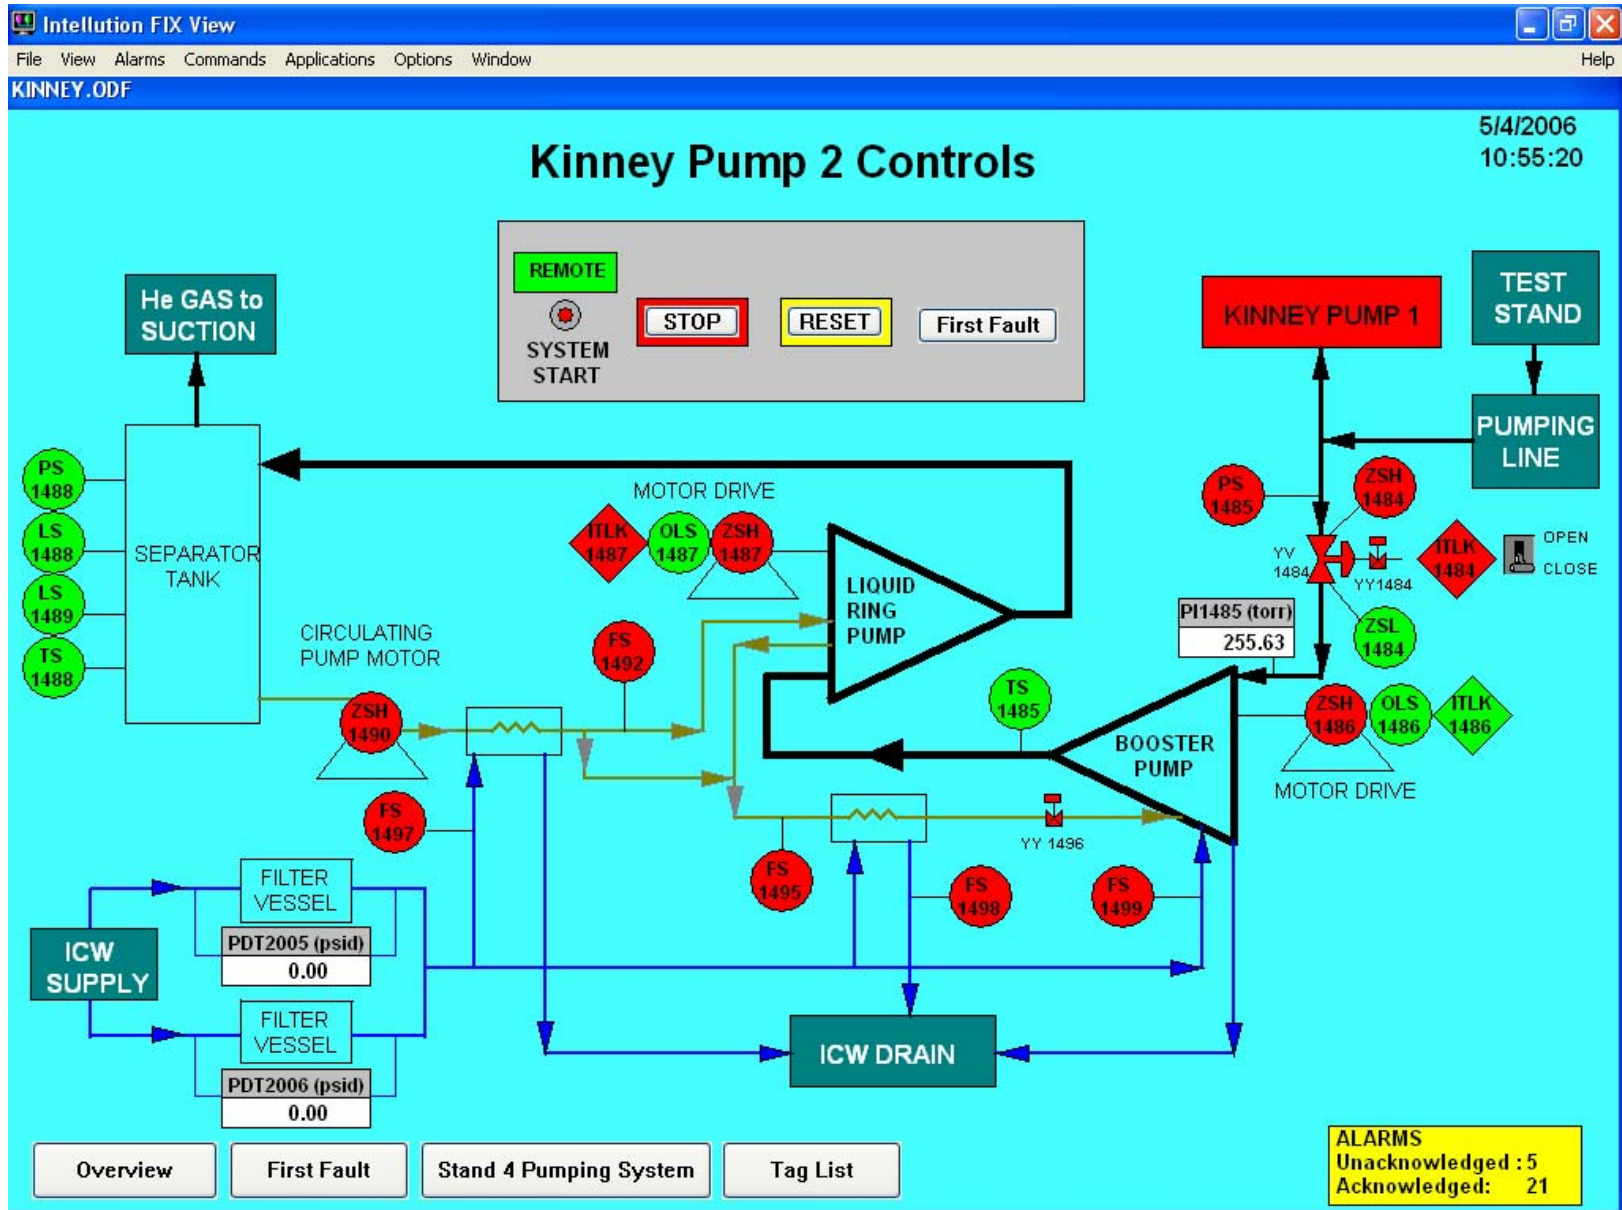 Intellution FIX View
File View Alarms Commands Applications Options Window Help
KINNEY.ODF
5/4/2006
10:55:20
Kinney Pump 2 Controls
REMOTE
SYSTEM
START
STOP
RESET
First Fault
He GAS to
SUCTION
KINNEY PUMP 1
TEST
STAND
PUMPING
LINE
PS
1488
LS
1488
LS
1489
TS
1488
SEPARATOR
TANK
MOTOR DRIVE
ITLK
1487
OLS
1487
ZSH
1487
LIQUID
RING
PUMP
PS
1485
ZSH
1484
YV
1484
YY1484
ITLK
1484
OPEN
CLOSE
PI1485 (torr)
255.63
ZSL
1484
CIRCULATING
PUMP MOTOR
ZSH
1490
FS
1492
TS
1485
BOOSTER
PUMP
ZSH
1486
OLS
1486
ITLK
1486
MOTOR DRIVE
FS
1497
FS
1495
YY 1496
FS
1498
FS
1499
ICW
SUPPLY
FILTER
VESSEL
PDT2005 (psid)
0.00
FILTER
VESSEL
PDT2006 (psid)
0.00
ICW DRAIN
Overview
First Fault
Stand 4 Pumping System
Tag List
ALARMS
Unacknowledged : 5
Acknowledged: 21